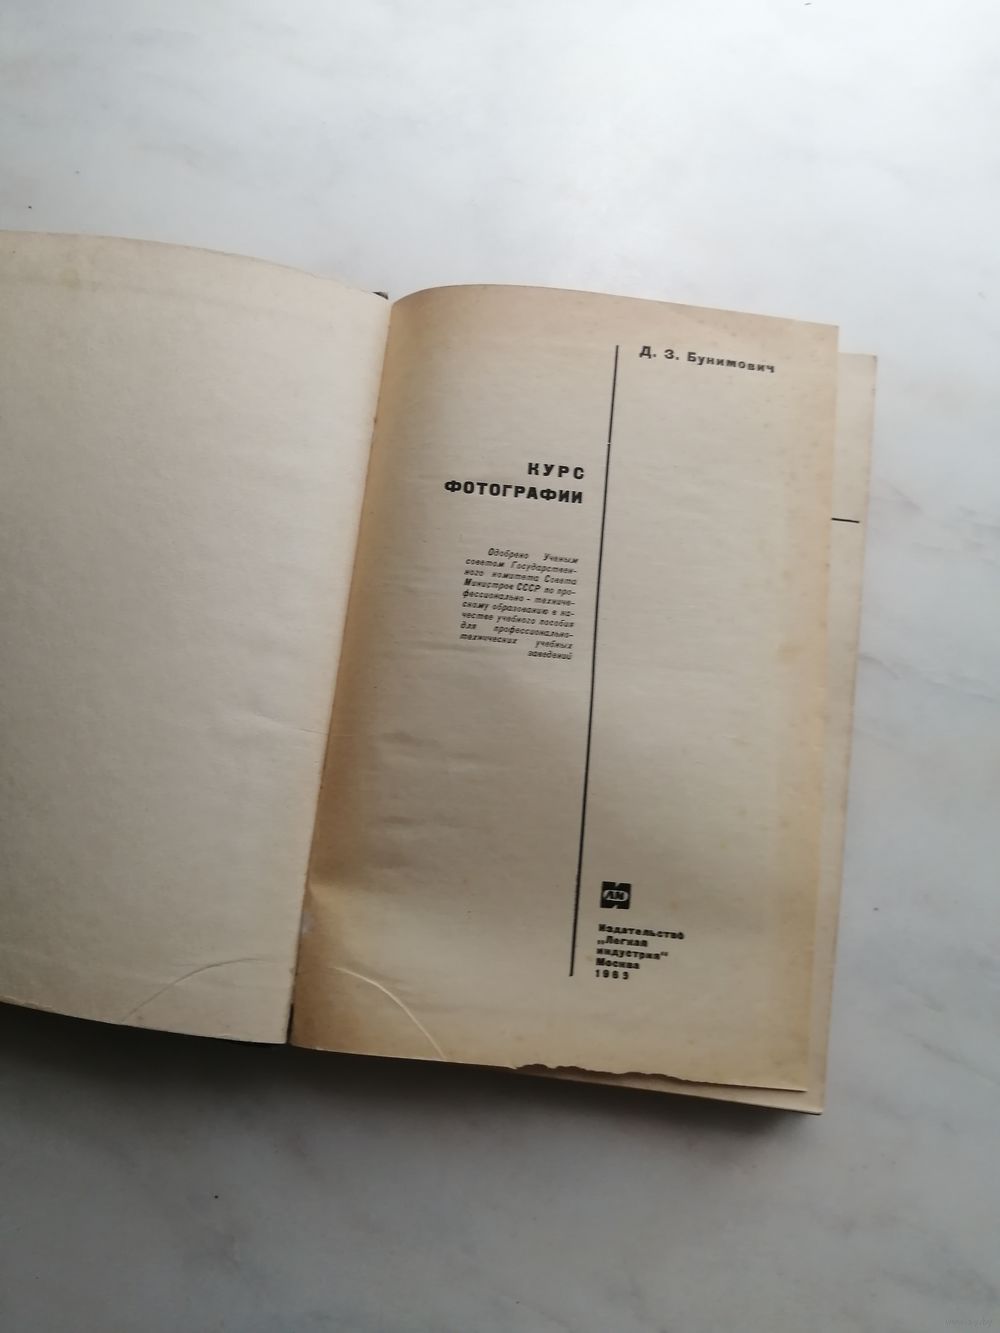 Д. З. Бунимович
КУРС
ФОТОГРАФИИ
Одобрено Ученым
советом Государствен-
ного комитета Совета
Министров СССР по про-
фессионально-техниче-
скому образованию в ка-
честве учебного пособия
для профессионально-
технических учебных
заведений
Издательство
„Легкая
индустрия“
Москва